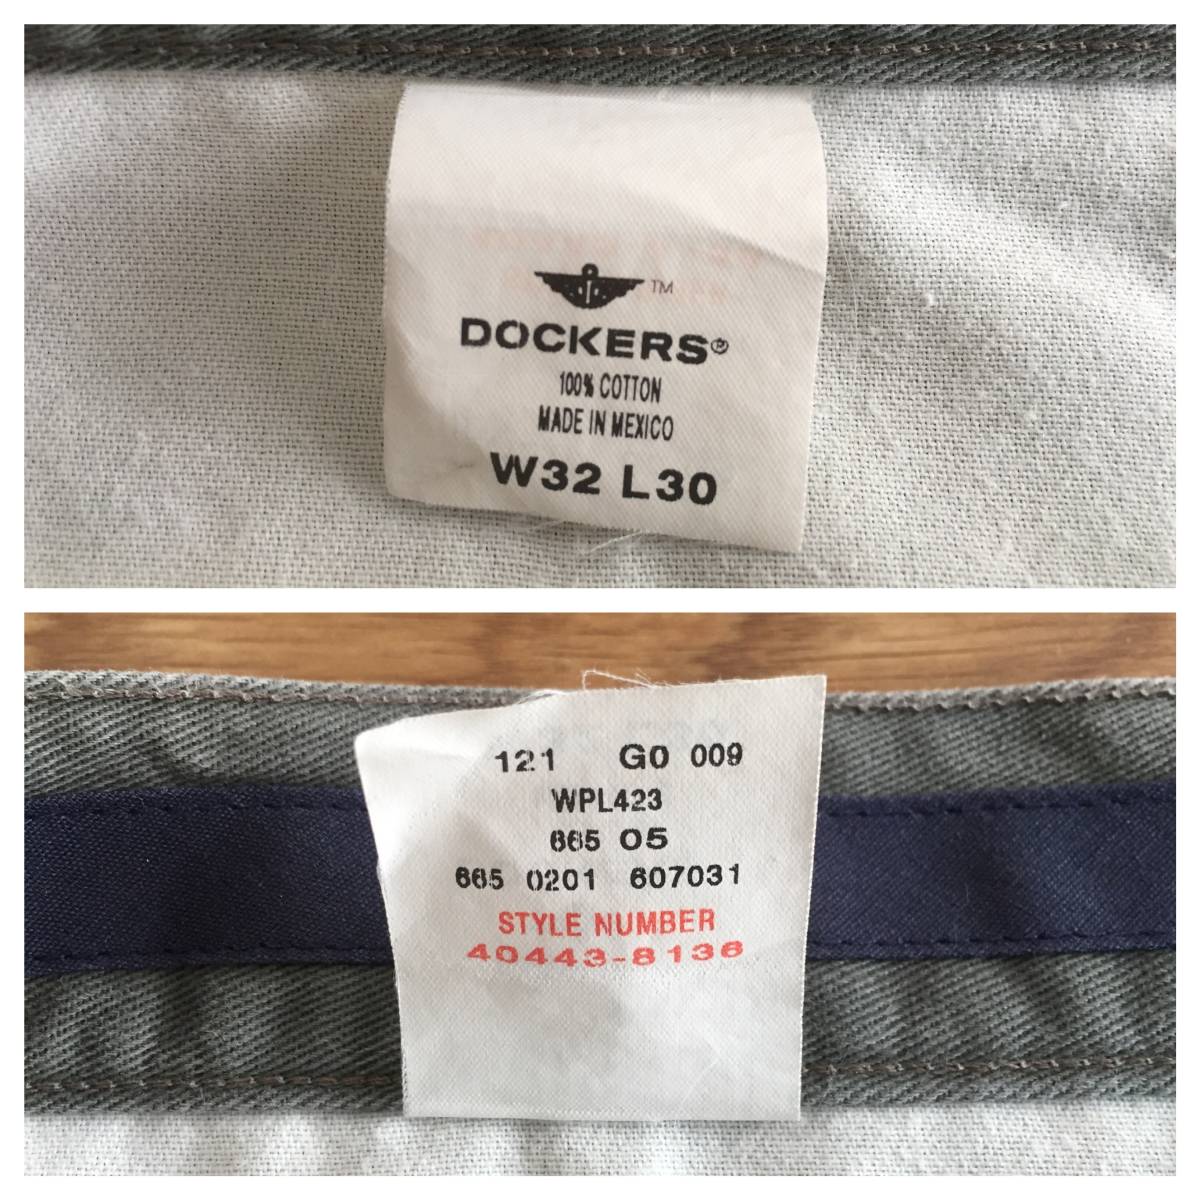 TM
DOCKERS®
100% COTTON
MADE IN MEXICO
W32 L30
121 G0 009
WPL423
665 05
665 0201 607031
STYLE NUMBER
40443-8136